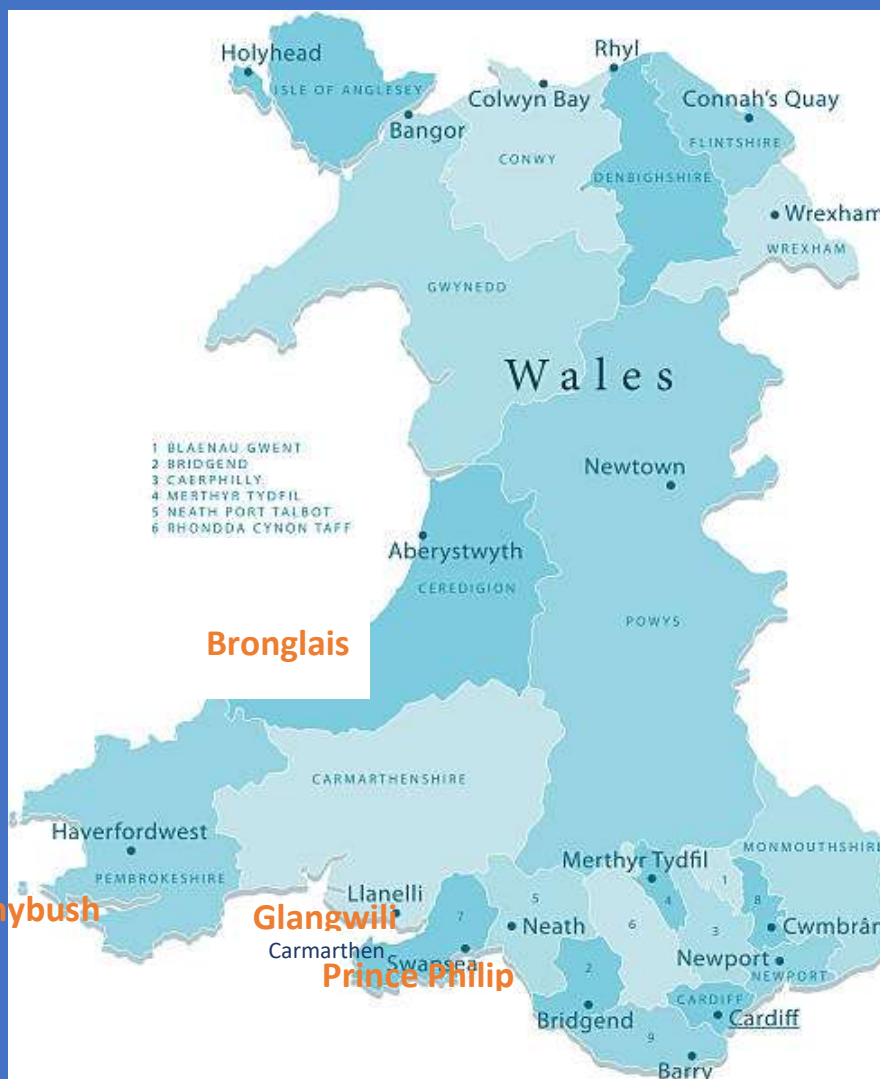 Holyhead
ISLE OF ANGLESEY
Bangor
Rhyl
Colwyn Bay
Connah's Quay
FLINTSHIRE
CONWY
DENBIGHSHIRE
Wrexham
WREXHAM
GWYNEDD
Wales
1 BLAENAU GWENT
2 BRIDGEND
3 CAERPHILLY
4 MERTHYR TYDFIL
5 NEATH PORT TALBOT
6 RHONDDA CYNON TAFF
Newtown
Aberystwyth
CEREDIGION
POWYS
Bronglais
CARMARTHENSHIRE
Haverfordwest
PEMBROKESHIRE
nybush
Llanelli
Glangwili
Carmarthen
Swansea
Prince Philip
7
5
Neath
Merthyr Tydfil
MONMOUTHSHIRE
1
4
8
6
3
Cwmbrân
Newport
NEWPORT
2
Bridgend
CARDIFF
Cardiff
9
Barry